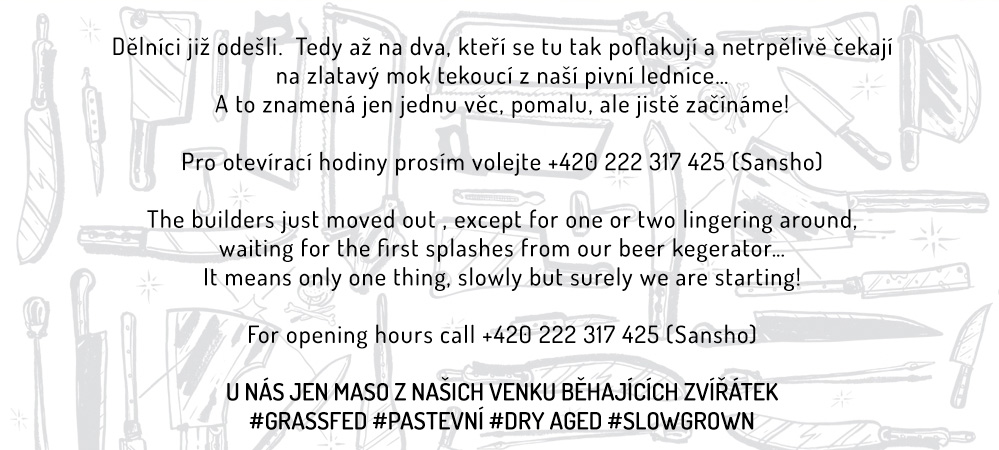 Dělníci již odešli.  Tedy až na dva, kteří se tu tak poflakují a netrpělivě čekají
na zlatavý mok tekoucí z naší pivní lednice...
A to znamená jen jednu věc, pomalu, ale jistě začínáme!
Pro otevírací hodiny prosím volejte +420 222 317 425 (Sansho)
The builders just moved out , except for one or two lingering around,
waiting for the first splashes from our beer kegerator...
It means only one thing, slowly but surely we are starting!
For opening hours call +420 222 317 425 (Sansho)
U NÁS JEN MASO Z NAŠICH VENKU BĚHAJÍCÍCH ZVÍŘÁTEK
#GRASSFED #PASTEVNÍ #DRY AGED #SLOWGROWN